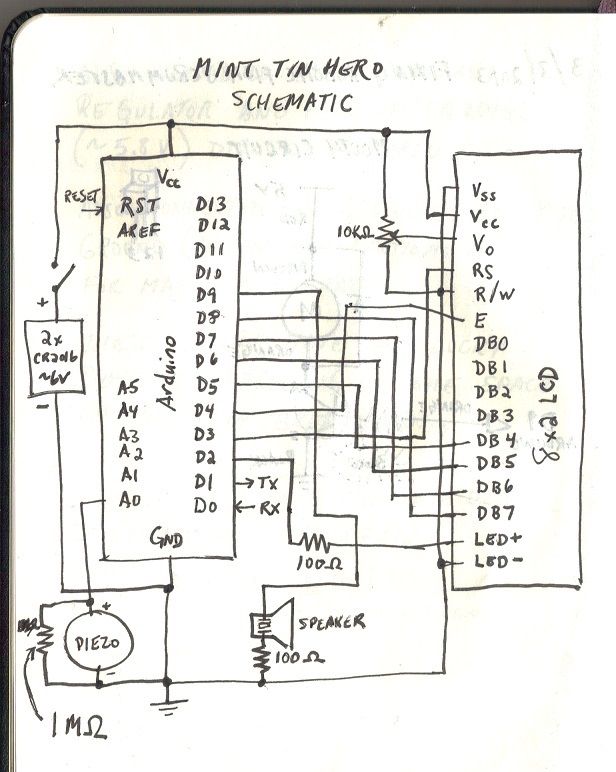 MINT TIN HERO
SCHEMATIC
RESET
Vcc
RST
AREF
D13
D12
D11
D10
D9
D8
D7
D6
D5
D4
D3
D2
D1
D0
A5
A4
A3
A2
A1
A0
Arduino
GND
→ Tx
← Rx
+
2x
CR2016
~6V
-
10KΩ
Vss
Vcc
Vo
RS
R/W
E
DB0
DB1
DB2
DB3
DB4
DB5
DB6
DB7
LED+
LED-
8x2 LCD
100Ω
SPEAKER
100Ω
+
PIEZO
-
1MΩ